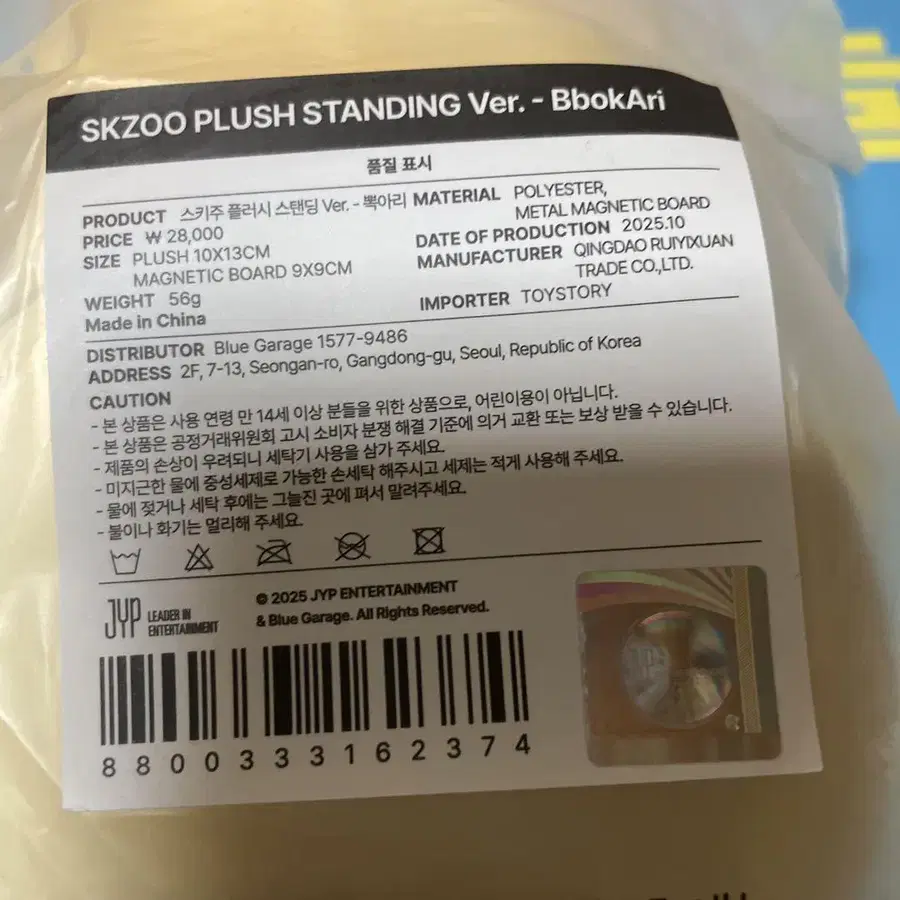 SKZOO PLUSH STANDING Ver. - BbokAri
품질 표시
PRODUCT 스키주 플러시 스탠딩 Ver. - 뽁아리
PRICE ₩ 28,000
SIZE PLUSH 10X13CM
MAGNETIC BOARD 9X9CM
WEIGHT 56g
Made in China
MATERIAL POLYESTER,
METAL MAGNETIC BOARD
DATE OF PRODUCTION 2025.10
MANUFACTURER QINGDAO RUIYIXUAN
TRADE CO.,LTD.
IMPORTER TOYSTORY
DISTRIBUTOR Blue Garage 1577-9486
ADDRESS 2F, 7-13, Seongan-ro, Gangdong-gu, Seoul, Republic of Korea
CAUTION
- 본 상품은 사용 연령 만 14세 이상 분들을 위한 상품으로, 어린이용이 아닙니다.
- 본 상품은 공정거래위원회 고시 소비자 분쟁 해결 기준에 의거 교환 또는 보상 받을 수 있습니다.
- 제품의 손상이 우려되니 세탁기 사용을 삼가 주세요.
- 미지근한 물에 중성세제로 가능한 손세탁 해주시고 세제는 적게 사용해 주세요.
- 물에 젖거나 세탁 후에는 그늘진 곳에 펴서 말려주세요.
- 불이나 화기는 멀리해 주세요.
JYP LEADER IN
ENTERTAINMENT
© 2025 JYP ENTERTAINMENT
& Blue Garage. All Rights Reserved.
8800333162374
JYP